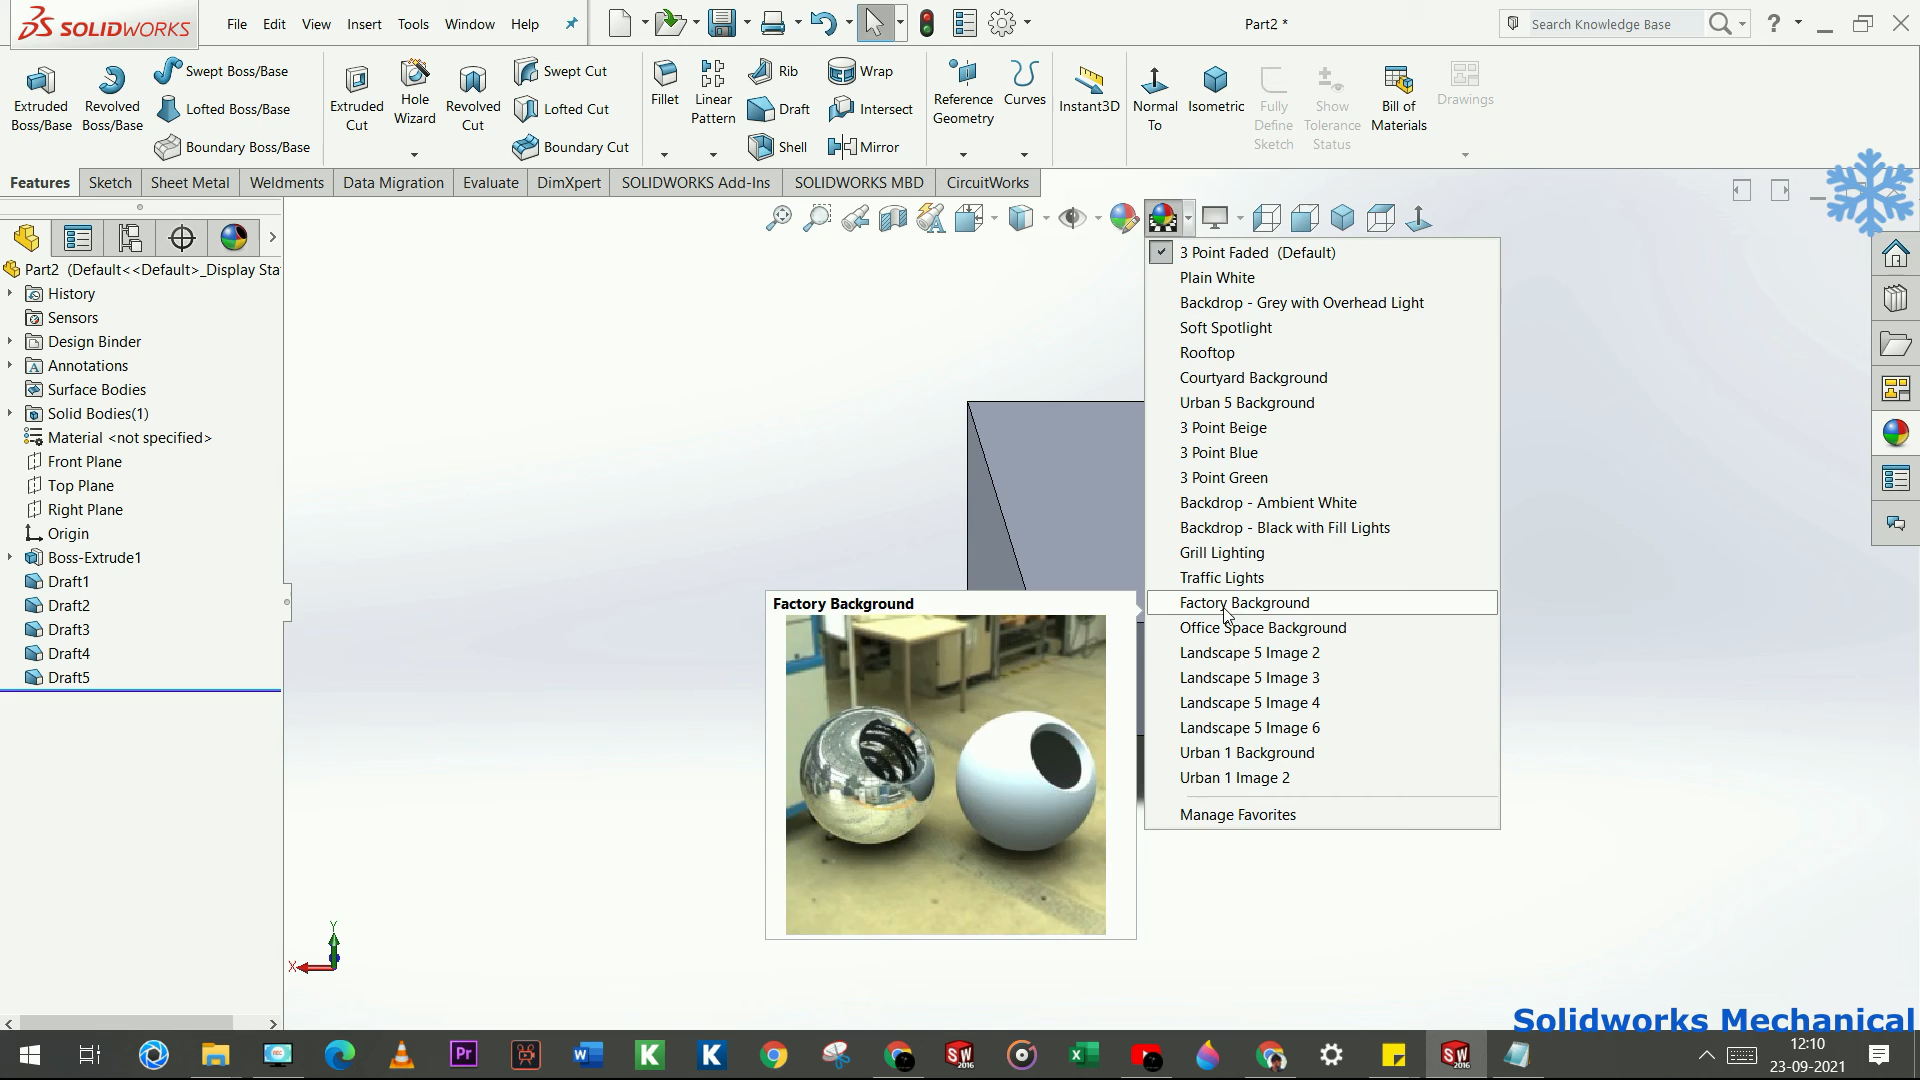 SOLIDWORKS
File Edit View Insert Tools Window Help
Part2 *
Search Knowledge Base
?
Extruded Boss/Base
Revolved Boss/Base
Swept Boss/Base
Lofted Boss/Base
Boundary Boss/Base
Extruded Cut
Hole Wizard
Revolved Cut
Swept Cut
Lofted Cut
Boundary Cut
Fillet
Linear Pattern
Rib
Draft
Shell
Wrap
Intersect
Mirror
Reference Geometry
Curves
Instant3D
Normal To
Isometric
Fully Define Sketch
Show Tolerance Status
Bill of Materials
Drawings
Features Sketch Sheet Metal Weldments Data Migration Evaluate DimXpert SOLIDWORKS Add-Ins SOLIDWORKS MBD CircuitWorks
Part2 (Default<<Default>_Display Sta
History
Sensors
Design Binder
Annotations
Surface Bodies
Solid Bodies(1)
Material <not specified>
Front Plane
Top Plane
Right Plane
Origin
Boss-Extrude1
Draft1
Draft2
Draft3
Draft4
Draft5
3 Point Faded (Default)
Plain White
Backdrop - Grey with Overhead Light
Soft Spotlight
Rooftop
Courtyard Background
Urban 5 Background
3 Point Beige
3 Point Blue
3 Point Green
Backdrop - Ambient White
Backdrop - Black with Fill Lights
Grill Lighting
Traffic Lights
Factory Background
Office Space Background
Landscape 5 Image 2
Landscape 5 Image 3
Landscape 5 Image 4
Landscape 5 Image 6
Urban 1 Background
Urban 1 Image 2
Manage Favorites
Factory Background
Y
X
Solidworks Mechanical
12:10
23-09-2021